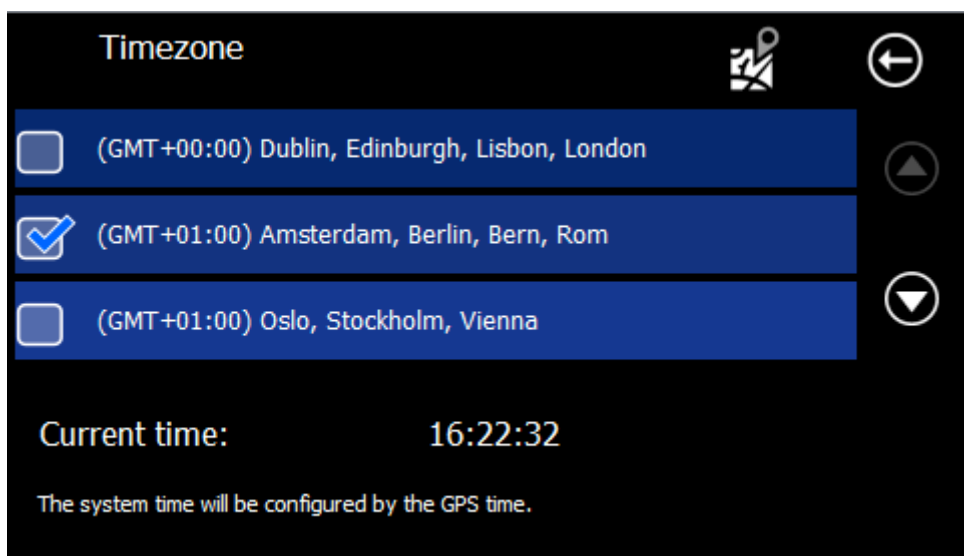 Timezone
(GMT+00:00) Dublin, Edinburgh, Lisbon, London
(GMT+01:00) Amsterdam, Berlin, Bern, Rom
(GMT+01:00) Oslo, Stockholm, Vienna
Current time: 16:22:32
The system time will be configured by the GPS time.